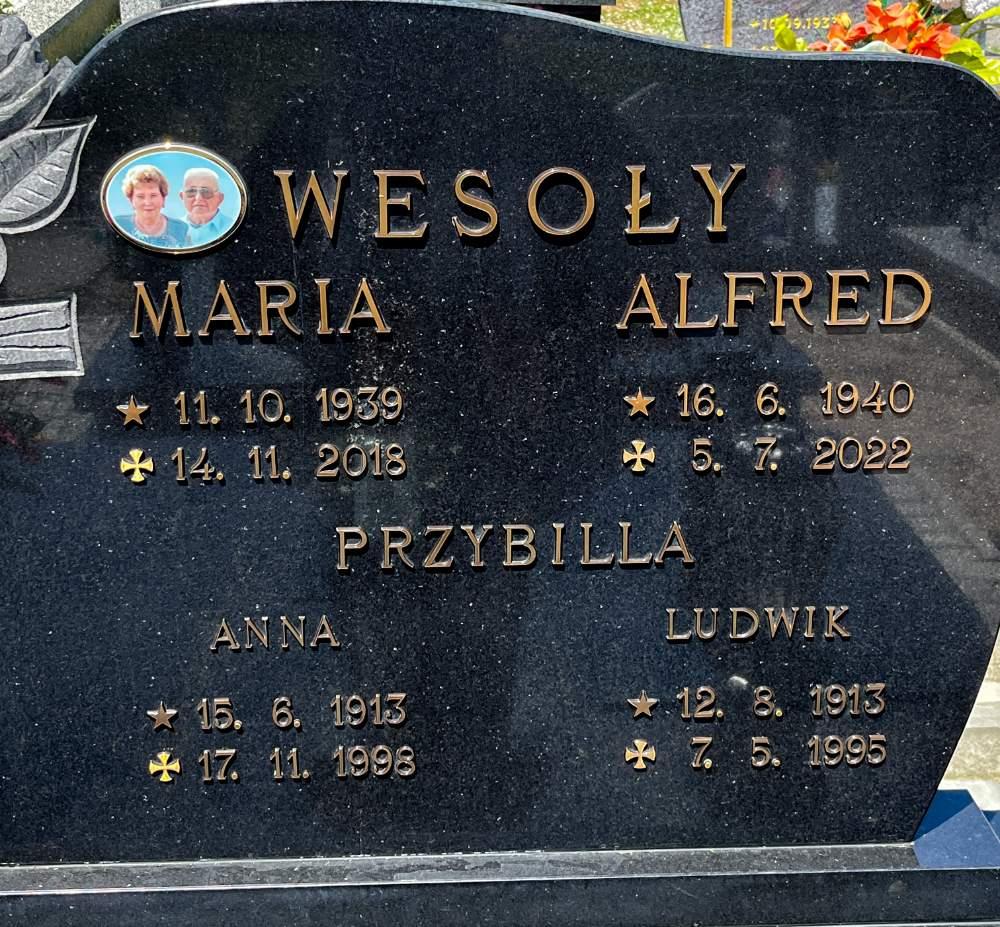 WESOŁY
MARIA ALFRED
11. 10. 1939 16. 6. 1940
14. 11. 2018 5. 7. 2022
PRZYBILLA
ANNA LUDWIK
15. 6. 1913 12. 8. 1913
17. 11. 1998 7. 5. 1995